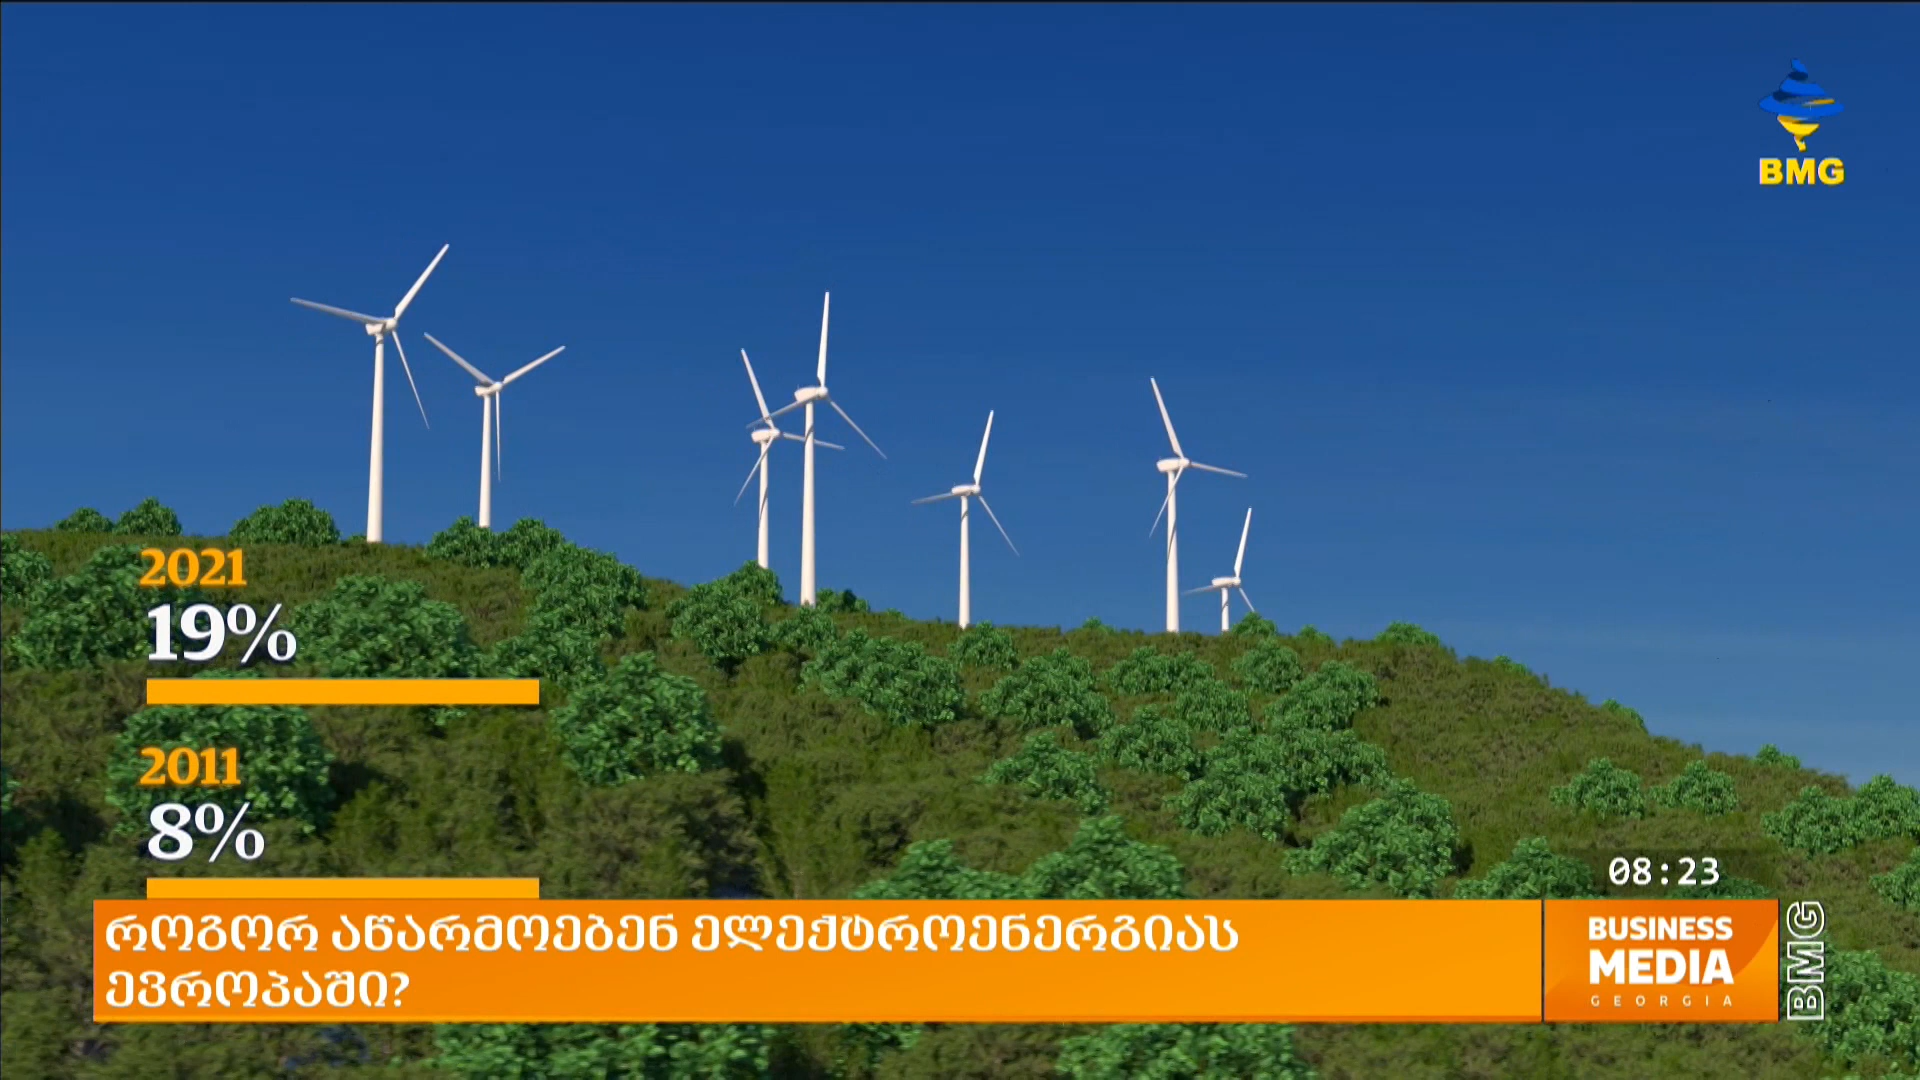 BMG
2021
19%
2011
8%
08:23
როგორ აწარმოებენ ელექტროენერგიას
ევროპაში?
BUSINESS
MEDIA
GEORGIA
BMG